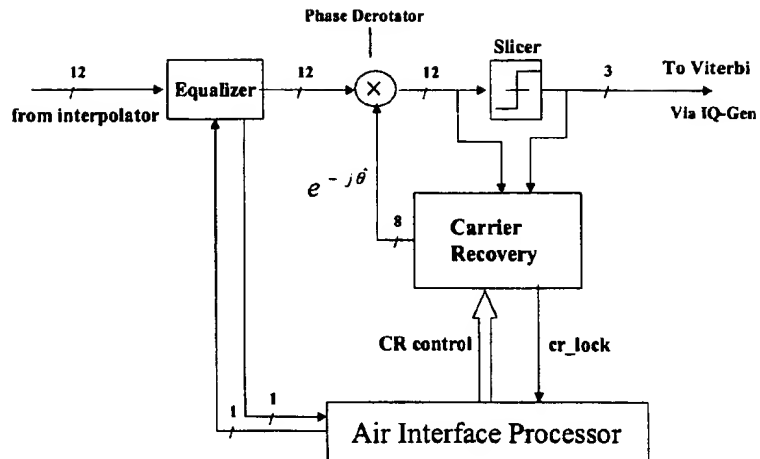 Phase Derotator
Slicer
12
Equalizer
12
×
12
3
To Viterbi
from interpolator
Via IQ-Gen
e^{-jθ̂}
8
Carrier
Recovery
CR control
cr_lock
1
1
Air Interface Processor